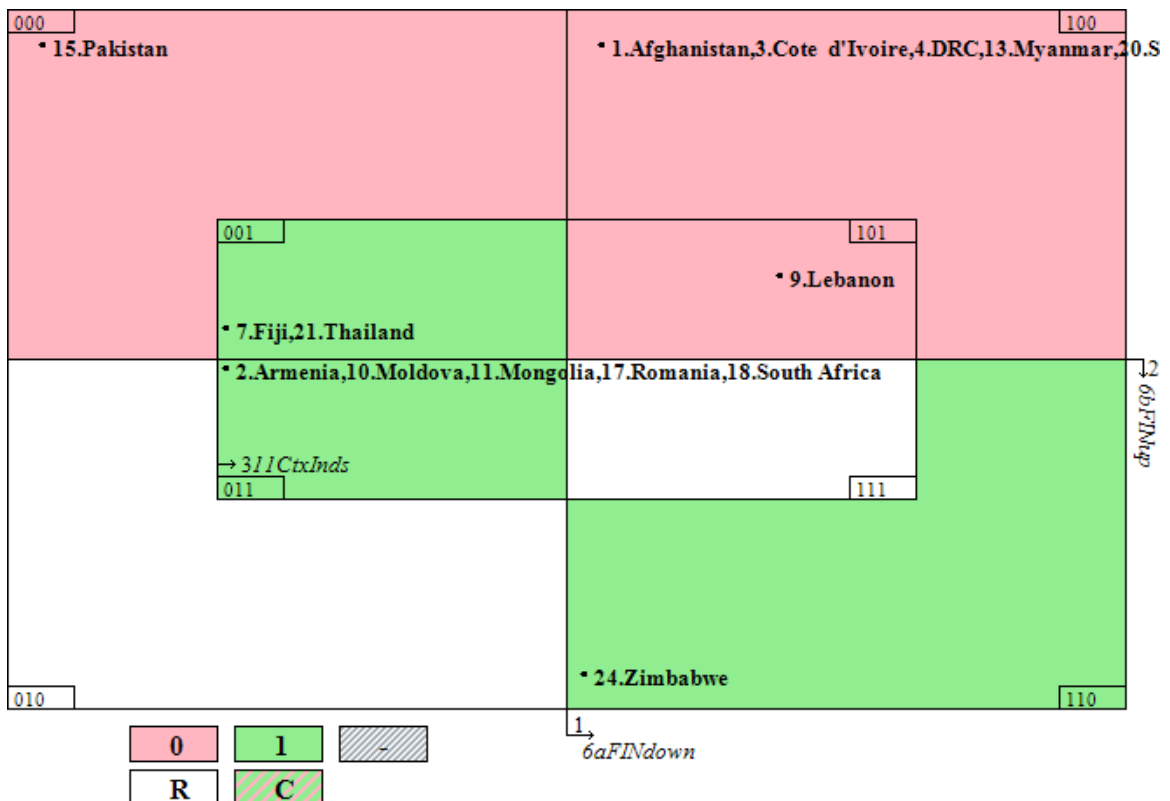 000
100
15.Pakistan
1.Afghanistan,3.Cote d'Ivoire,4.DRC,13.Myanmar,20.S
001
101
9.Lebanon
7.Fiji,21.Thailand
2.Armenia,10.Moldova,11.Mongolia,17.Romania,18.South Africa
2
6bFINup
311CtxInds
011
111
24.Zimbabwe
010
110
1
6aFINdown
0 1 -
R C